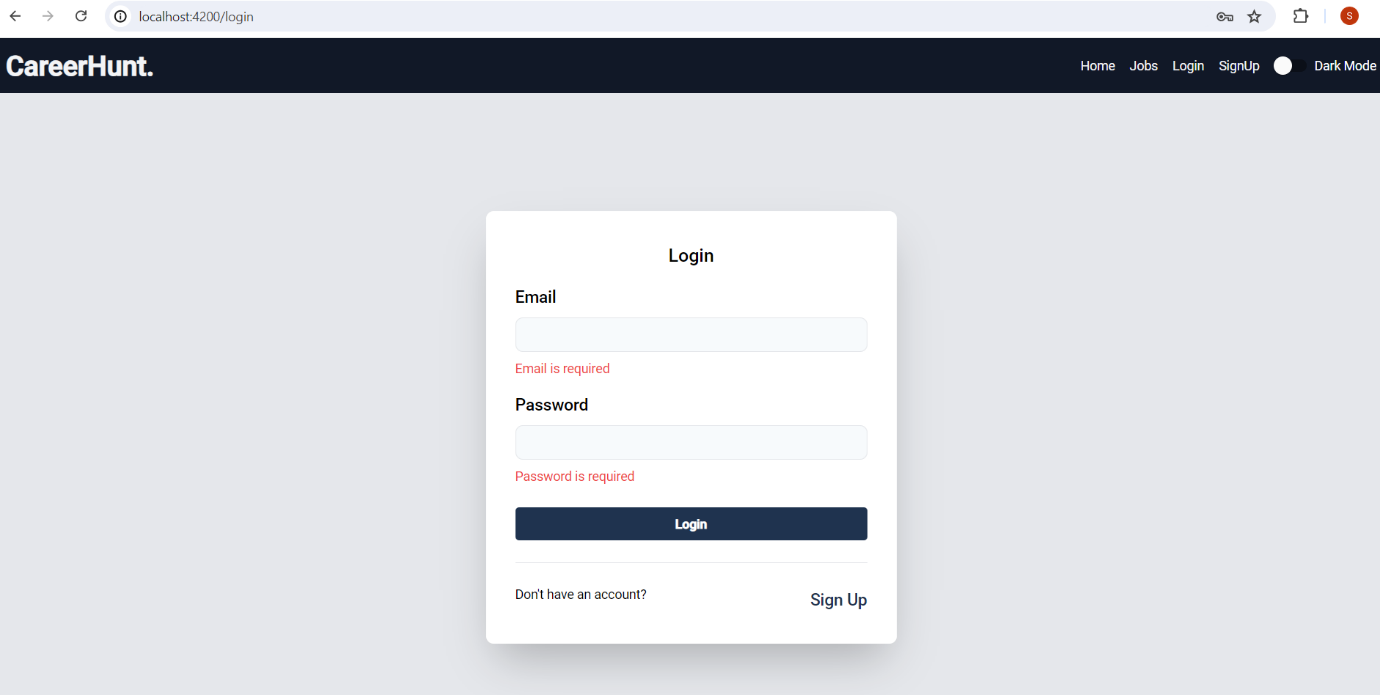 localhost:4200/login
S
CareerHunt.
Home Jobs Login SignUp Dark Mode
Login
Email
Email is required
Password
Password is required
Login
Don't have an account? Sign Up